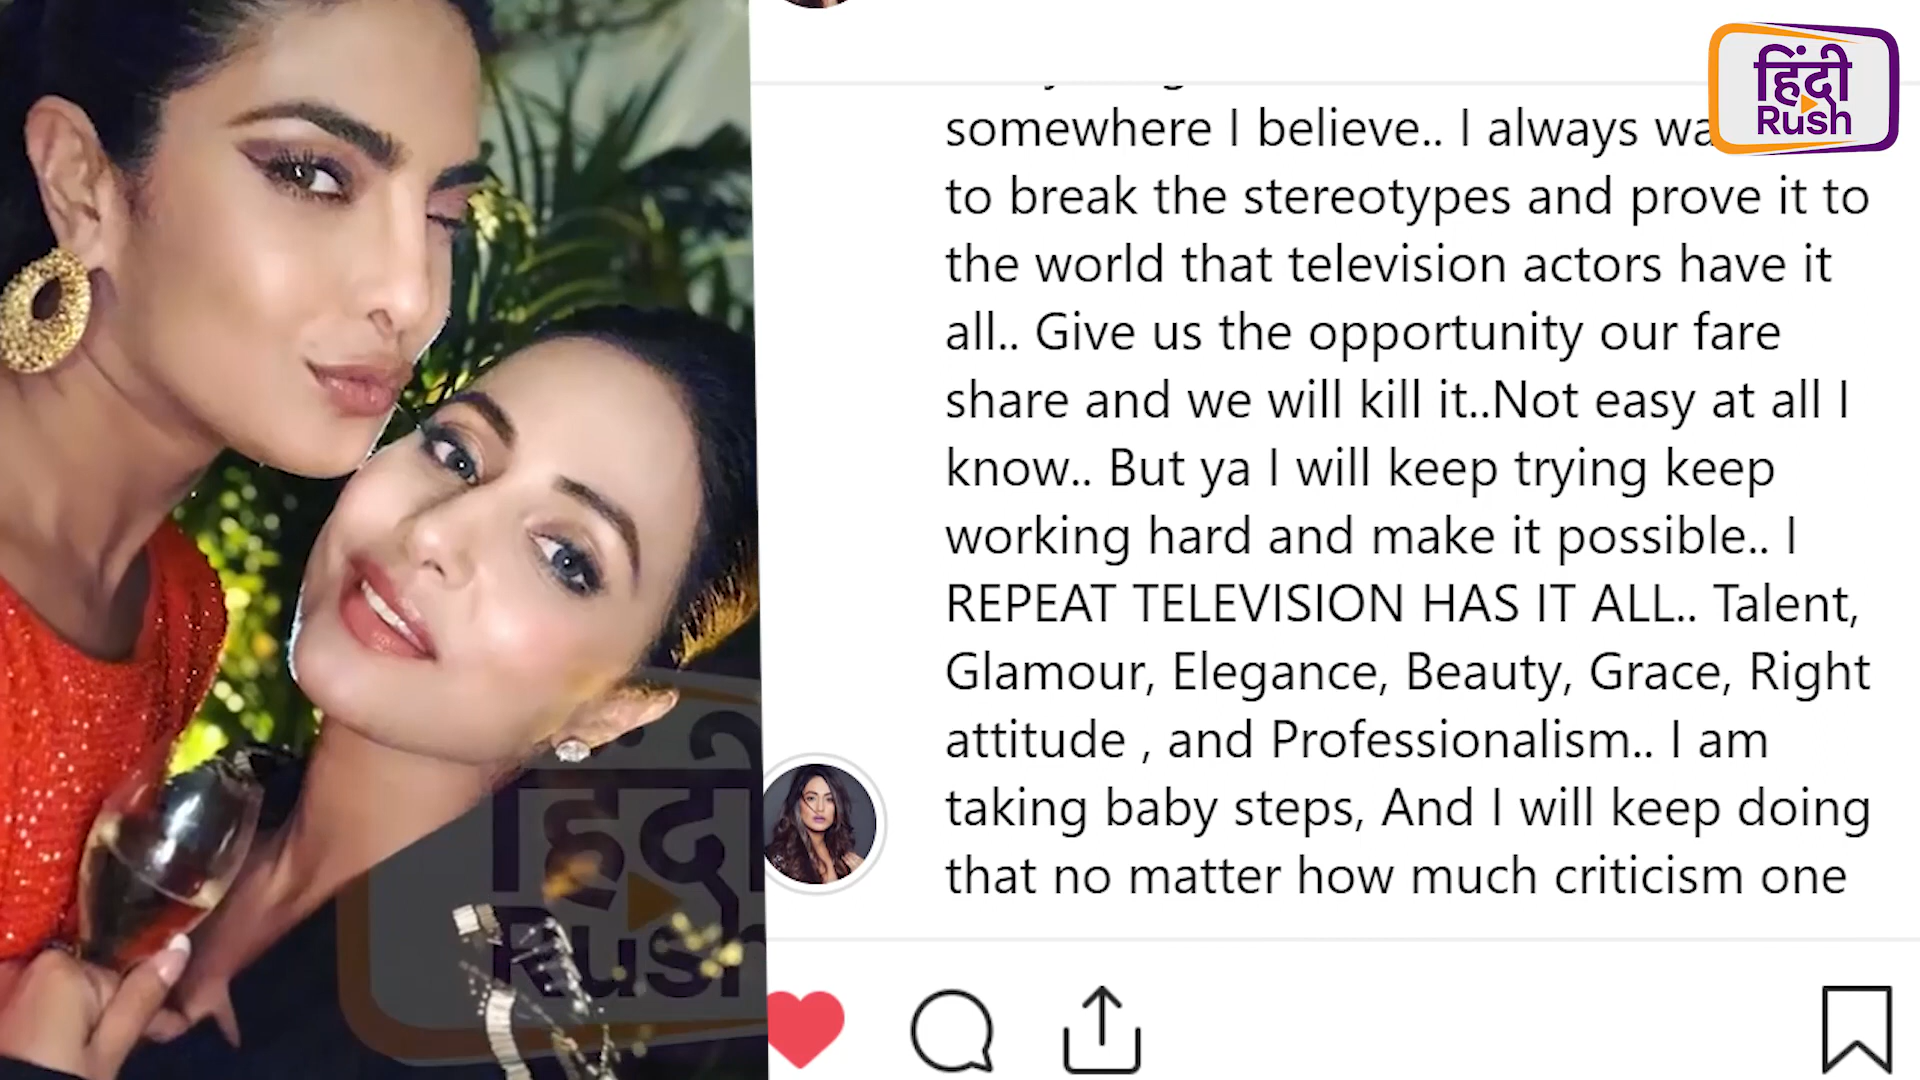 हिंदी
Rush
somewhere I believe.. I always
to break the stereotypes and prove it to
the world that television actors have it
all.. Give us the opportunity our fare
share and we will kill it..Not easy at all I
know.. But ya I will keep trying keep
working hard and make it possible.. I
REPEAT TELEVISION HAS IT ALL.. Talent,
Glamour, Elegance, Beauty, Grace, Right
attitude , and Professionalism.. I am
taking baby steps, And I will keep doing
that no matter how much criticism one
हिंदी
Rush